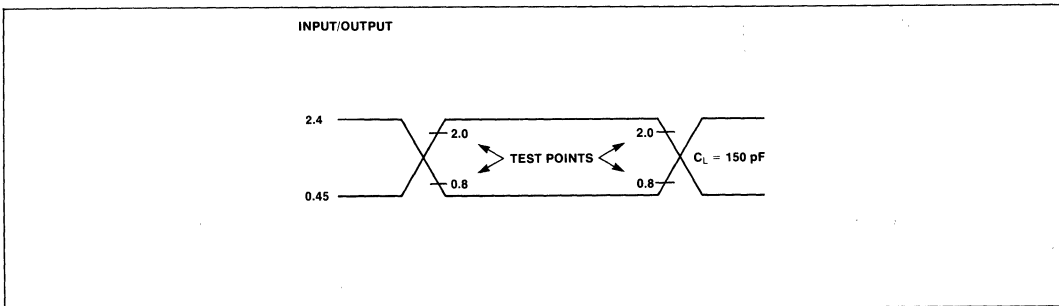 INPUT/OUTPUT
2.4
2.0
2.0
TEST POINTS
C_L = 150 pF
0.8
0.8
0.45